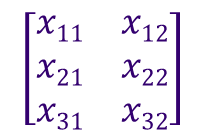 x₁₁ x₁₂
x₂₁ x₂₂
x₃₁ x₃₂